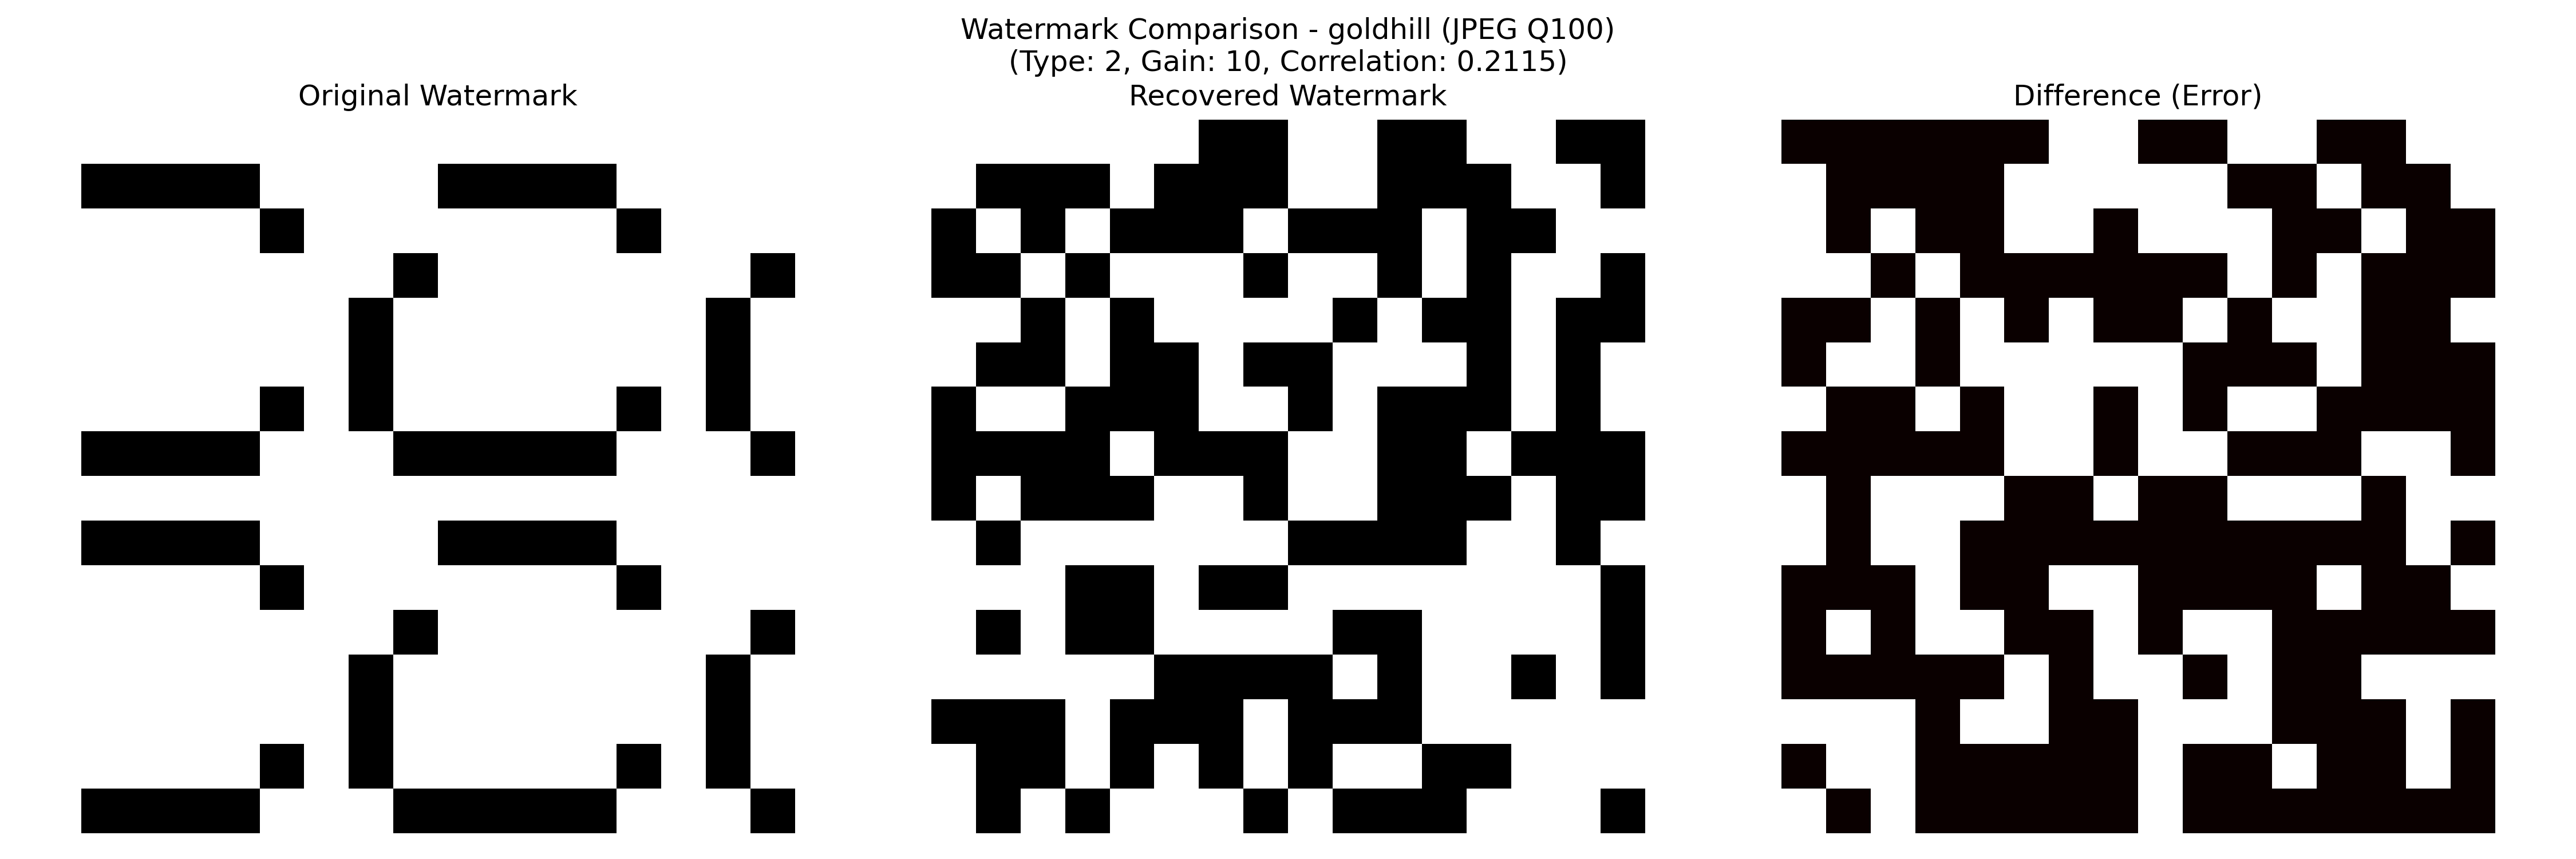 Watermark Comparison - goldhill (JPEG Q100)
(Type: 2, Gain: 10, Correlation: 0.2115)
Original Watermark
Recovered Watermark
Difference (Error)